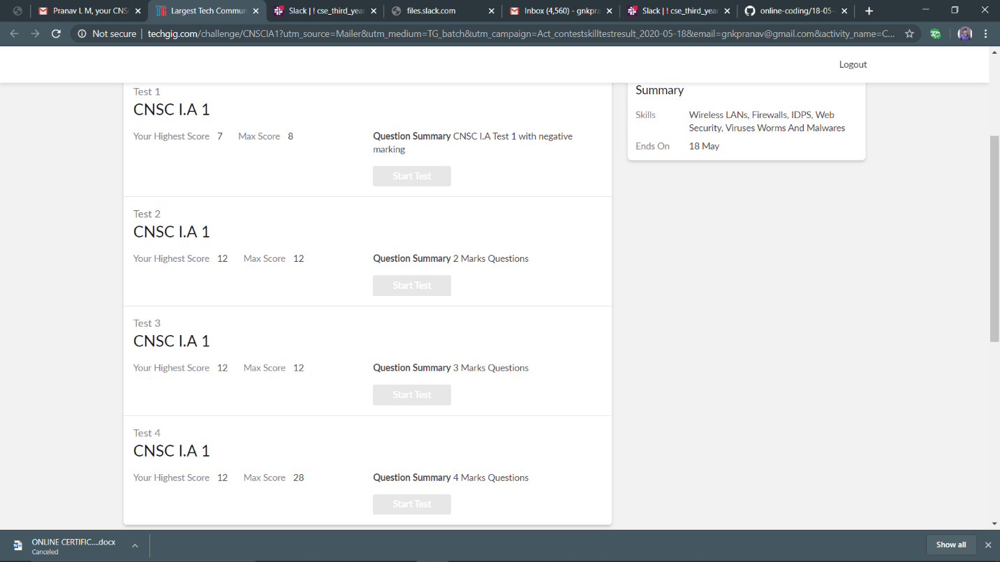 Pranav L M, your CNS
Largest Tech Commun
Slack | ! cse_third_year
files.slack.com
Inbox (4,560) - gnkpra
Slack | ! cse_third_year
online-coding/18-05-
Not secure | techgig.com/challenge/CNSCIA1?utm_source=Mailer&utm_medium=TG_batch&utm_campaign=Act_contestskilltestresult_2020-05-18&email=gnkpranav@gmail.com&activity_name=C...
Logout
Test 1
CNSC I.A 1
Your Highest Score 7 Max Score 8
Question Summary CNSC I.A Test 1 with negative
marking
Start Test
Summary
Skills Wireless LANs, Firewalls, IDPS, Web
Security, Viruses Worms And Malwares
Ends On 18 May
Test 2
CNSC I.A 1
Your Highest Score 12 Max Score 12
Question Summary 2 Marks Questions
Start Test
Test 3
CNSC I.A 1
Your Highest Score 12 Max Score 12
Question Summary 3 Marks Questions
Start Test
Test 4
CNSC I.A 1
Your Highest Score 12 Max Score 28
Question Summary 4 Marks Questions
Start Test
ONLINE CERTIFIC....docx
Canceled
Show all